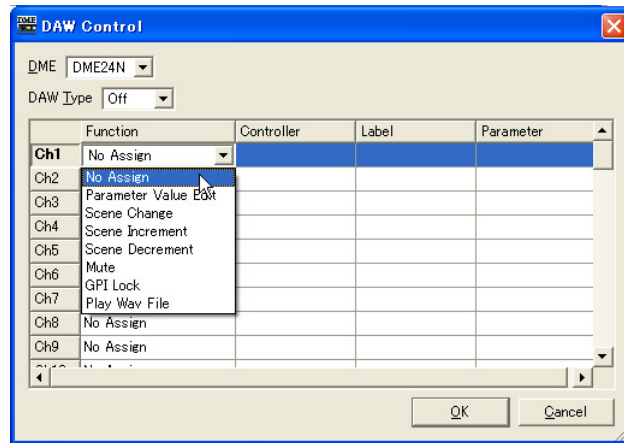 DME DAW Control
DME DME24N
DAW Type Off
Function Controller Label Parameter
Ch1 No Assign
Ch2 No Assign
Ch3 Parameter Value Edit
Scene Change
Ch4 Scene Increment
Ch5 Scene Decrement
Ch6 Mute
GPI Lock
Ch7 Play Wav File
Ch8 No Assign
Ch9 No Assign
OK Cancel